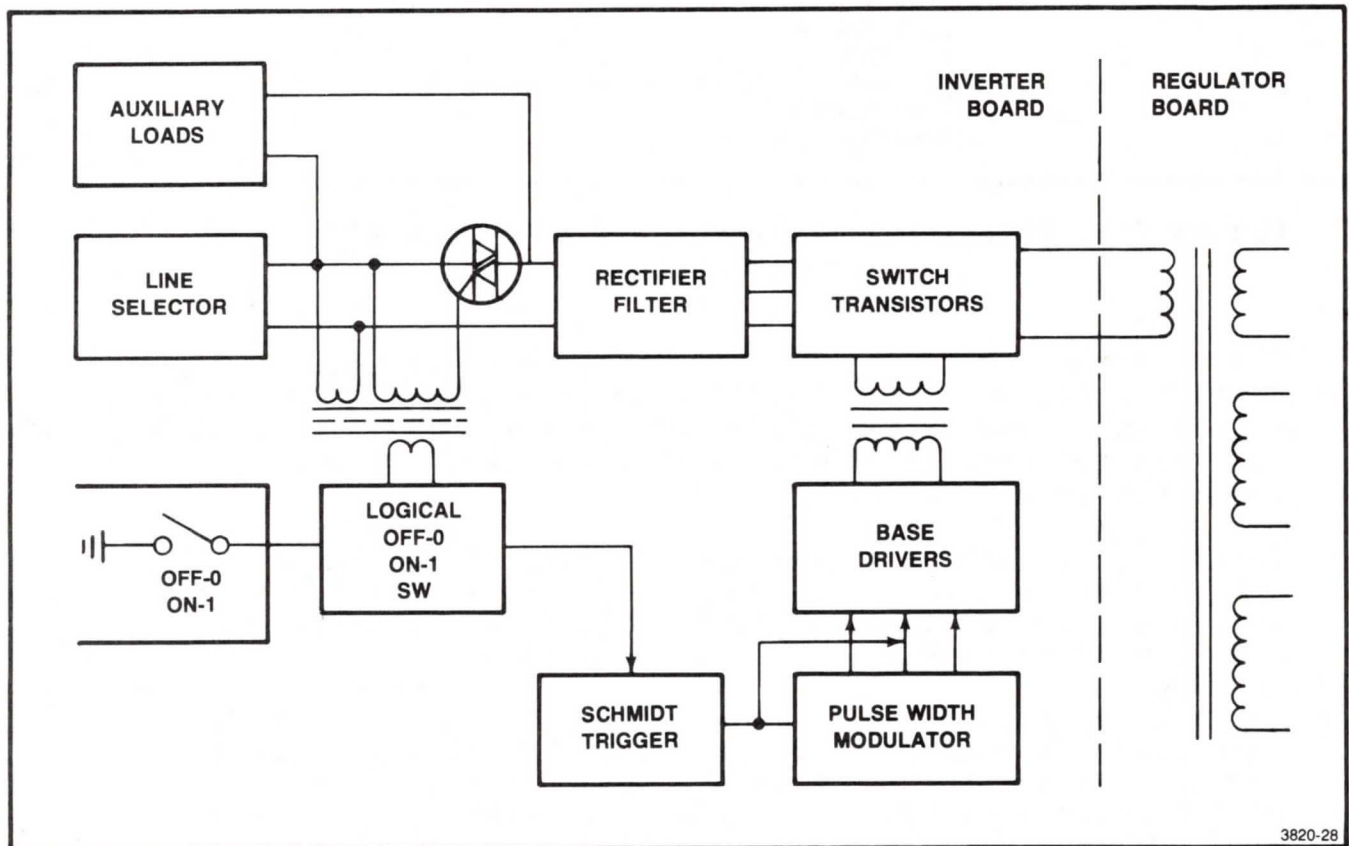 AUXILIARY
LOADS
INVERTER
BOARD
REGULATOR
BOARD
LINE
SELECTOR
RECTIFIER
FILTER
SWITCH
TRANSISTORS
OFF-0
ON-1
LOGICAL
OFF-0
ON-1
SW
BASE
DRIVERS
SCHMIDT
TRIGGER
PULSE WIDTH
MODULATOR
3820-28